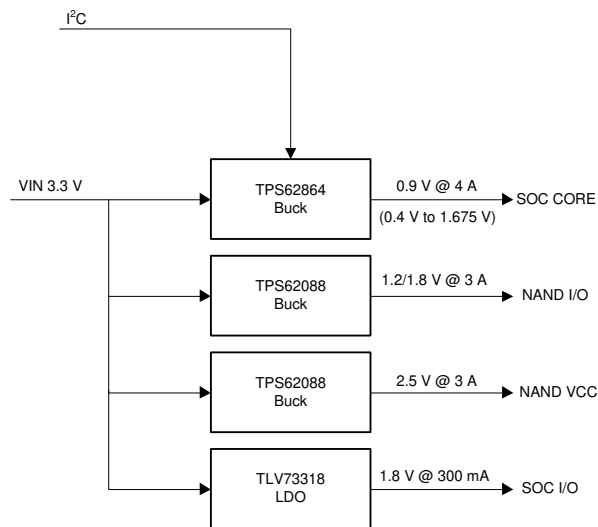 I²C
VIN 3.3 V
TPS62864
Buck
0.9 V @ 4 A
(0.4 V to 1.675 V)
SOC CORE
TPS62088
Buck
1.2/1.8 V @ 3 A
NAND I/O
TPS62088
Buck
2.5 V @ 3 A
NAND VCC
TLV73318
LDO
1.8 V @ 300 mA
SOC I/O